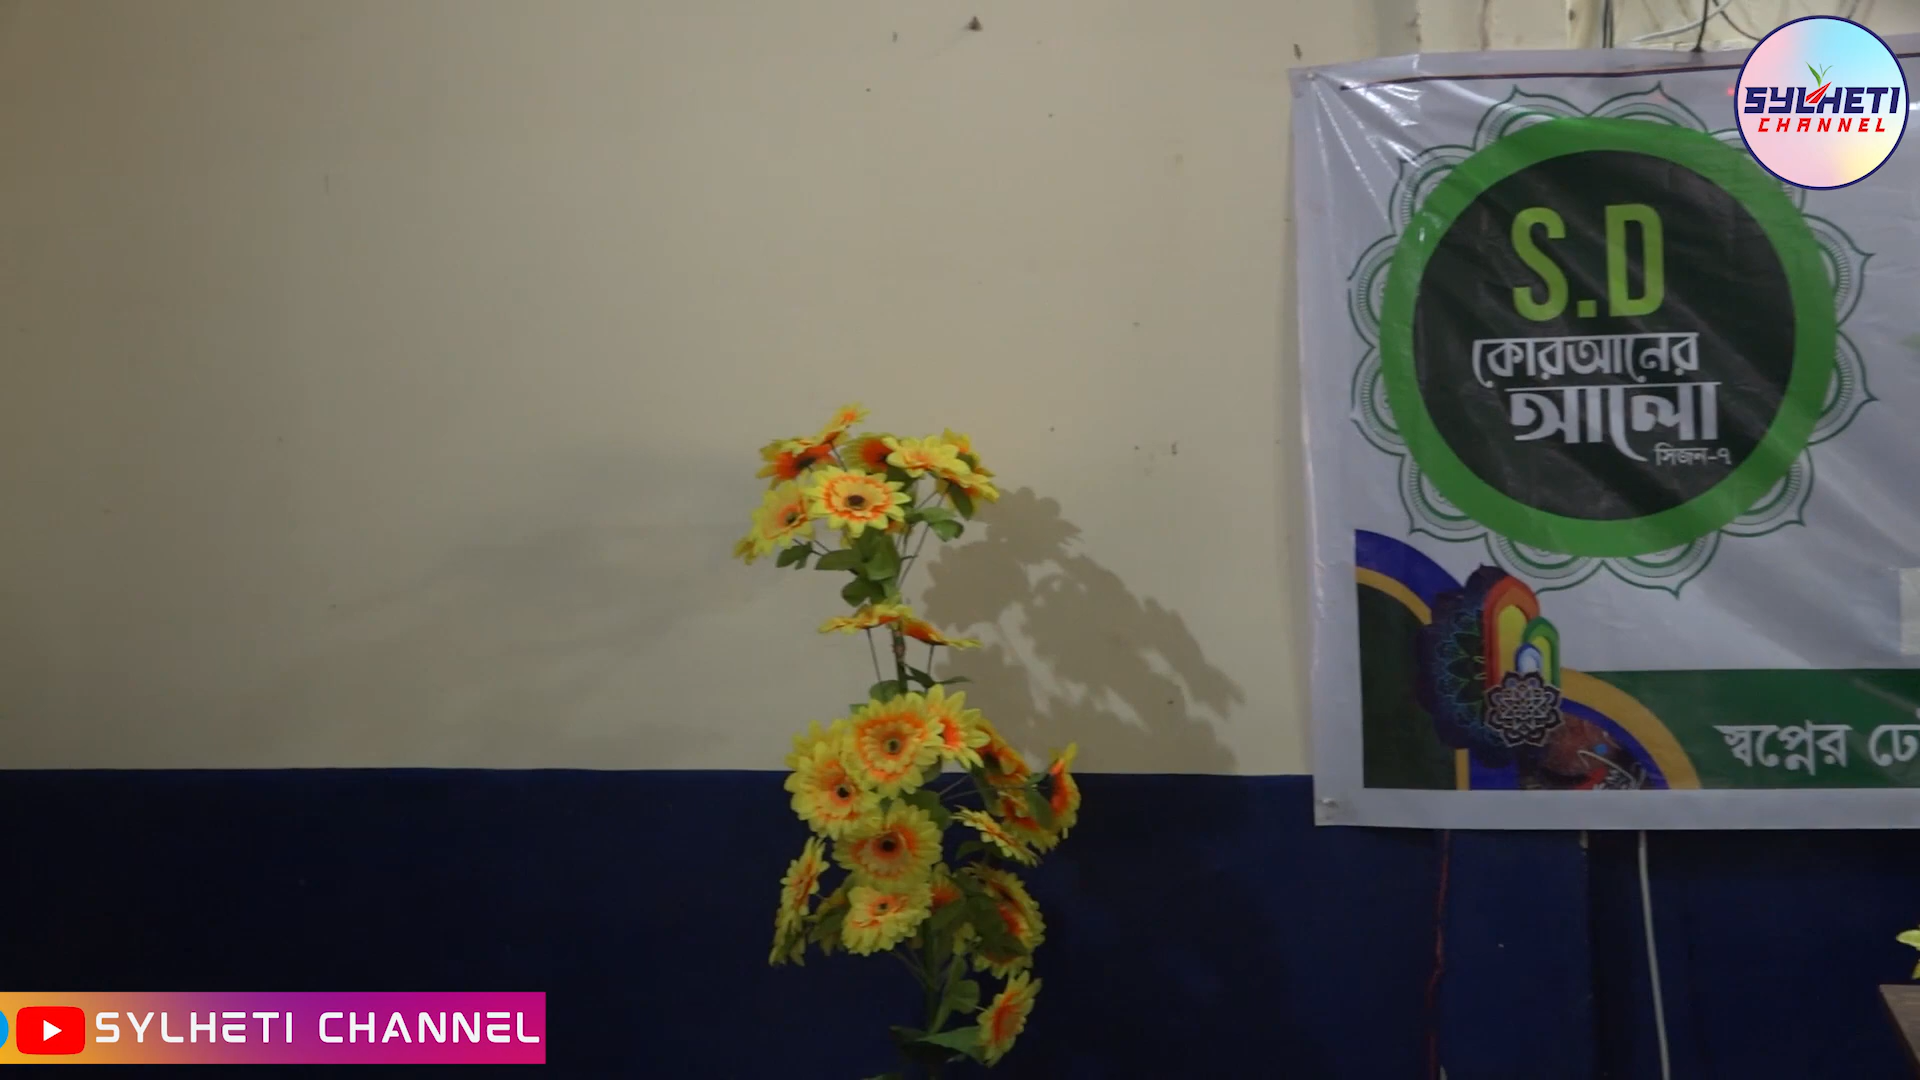 SYLHETI
CHANNEL
S.D
কোরআনের
আলো
সিজন-৭
স্বপ্নের
SYLHETI CHANNEL